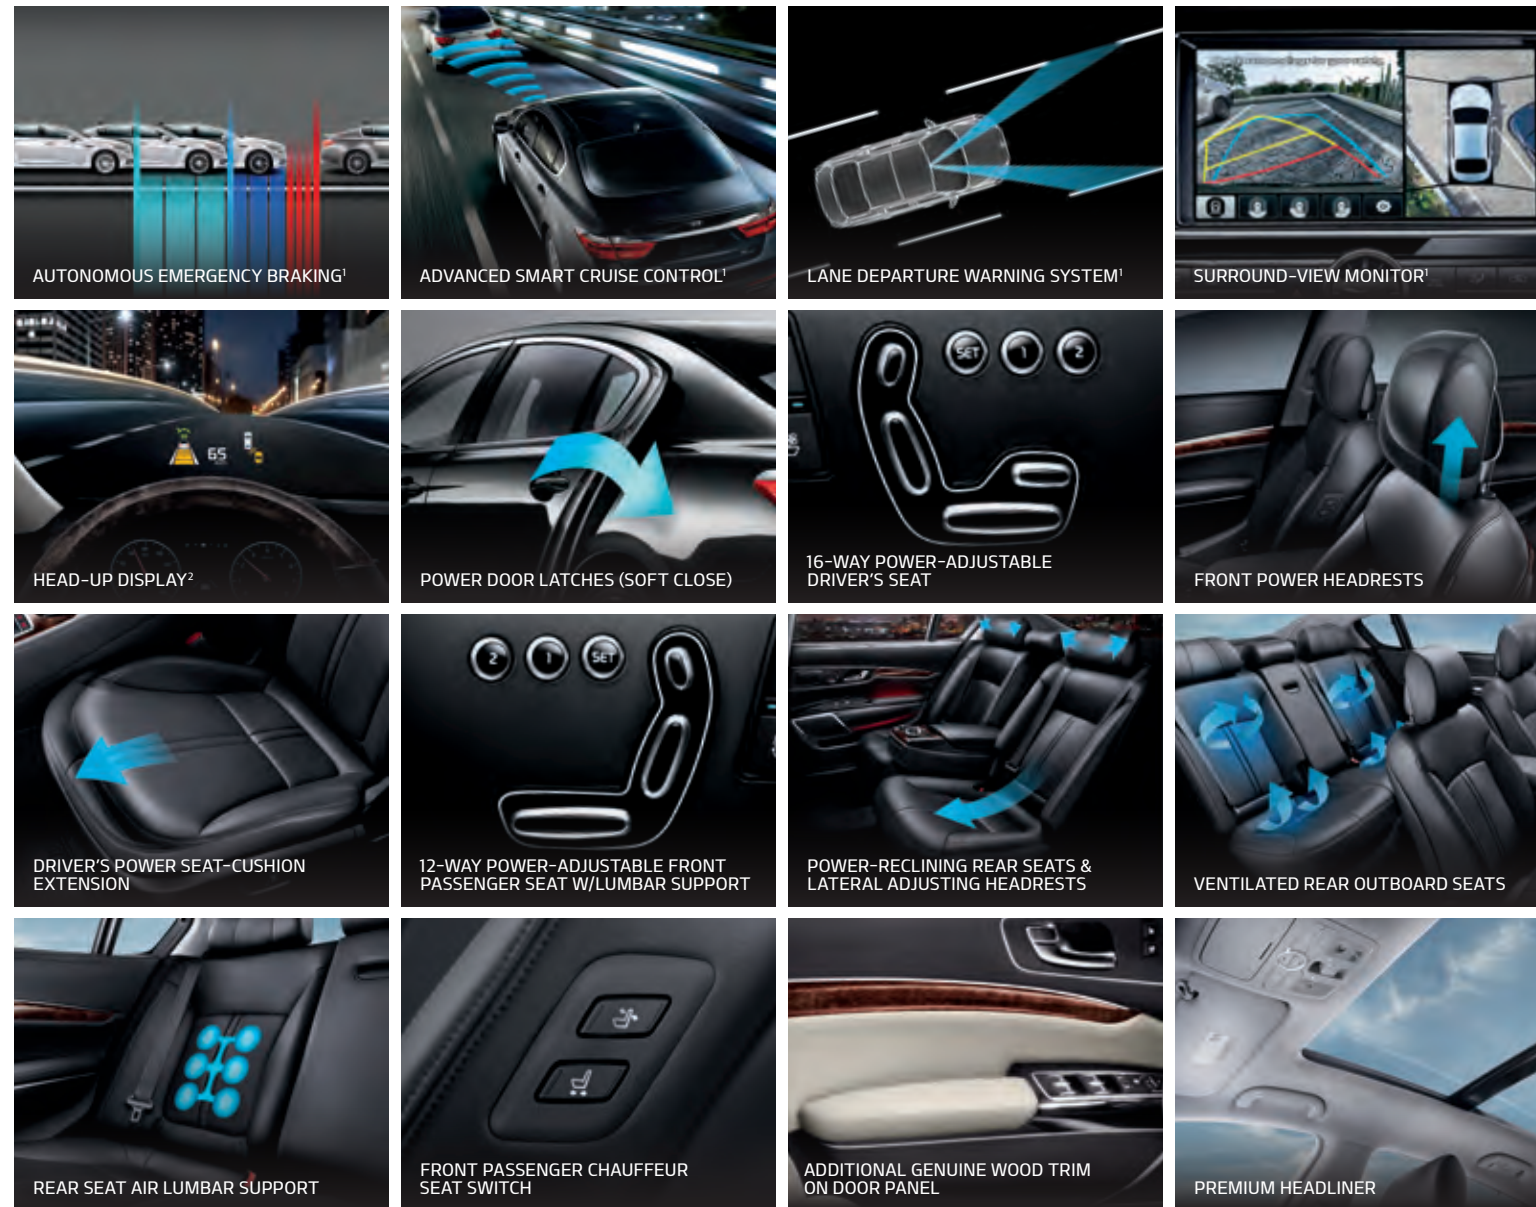 AUTONOMOUS EMERGENCY BRAKING¹
ADVANCED SMART CRUISE CONTROL¹
LANE DEPARTURE WARNING SYSTEM¹
SURROUND-VIEW MONITOR¹
65
HEAD-UP DISPLAY²
POWER DOOR LATCHES (SOFT CLOSE)
SET 1 2
16-WAY POWER-ADJUSTABLE
DRIVER'S SEAT
FRONT POWER HEADRESTS
DRIVER'S POWER SEAT-CUSHION
EXTENSION
2 1 SET
12-WAY POWER-ADJUSTABLE FRONT
PASSENGER SEAT W/LUMBAR SUPPORT
POWER-RECLINING REAR SEATS &
LATERAL ADJUSTING HEADRESTS
VENTILATED REAR OUTBOARD SEATS
REAR SEAT AIR LUMBAR SUPPORT
FRONT PASSENGER CHAUFFEUR
SEAT SWITCH
ADDITIONAL GENUINE WOOD TRIM
ON DOOR PANEL
PREMIUM HEADLINER